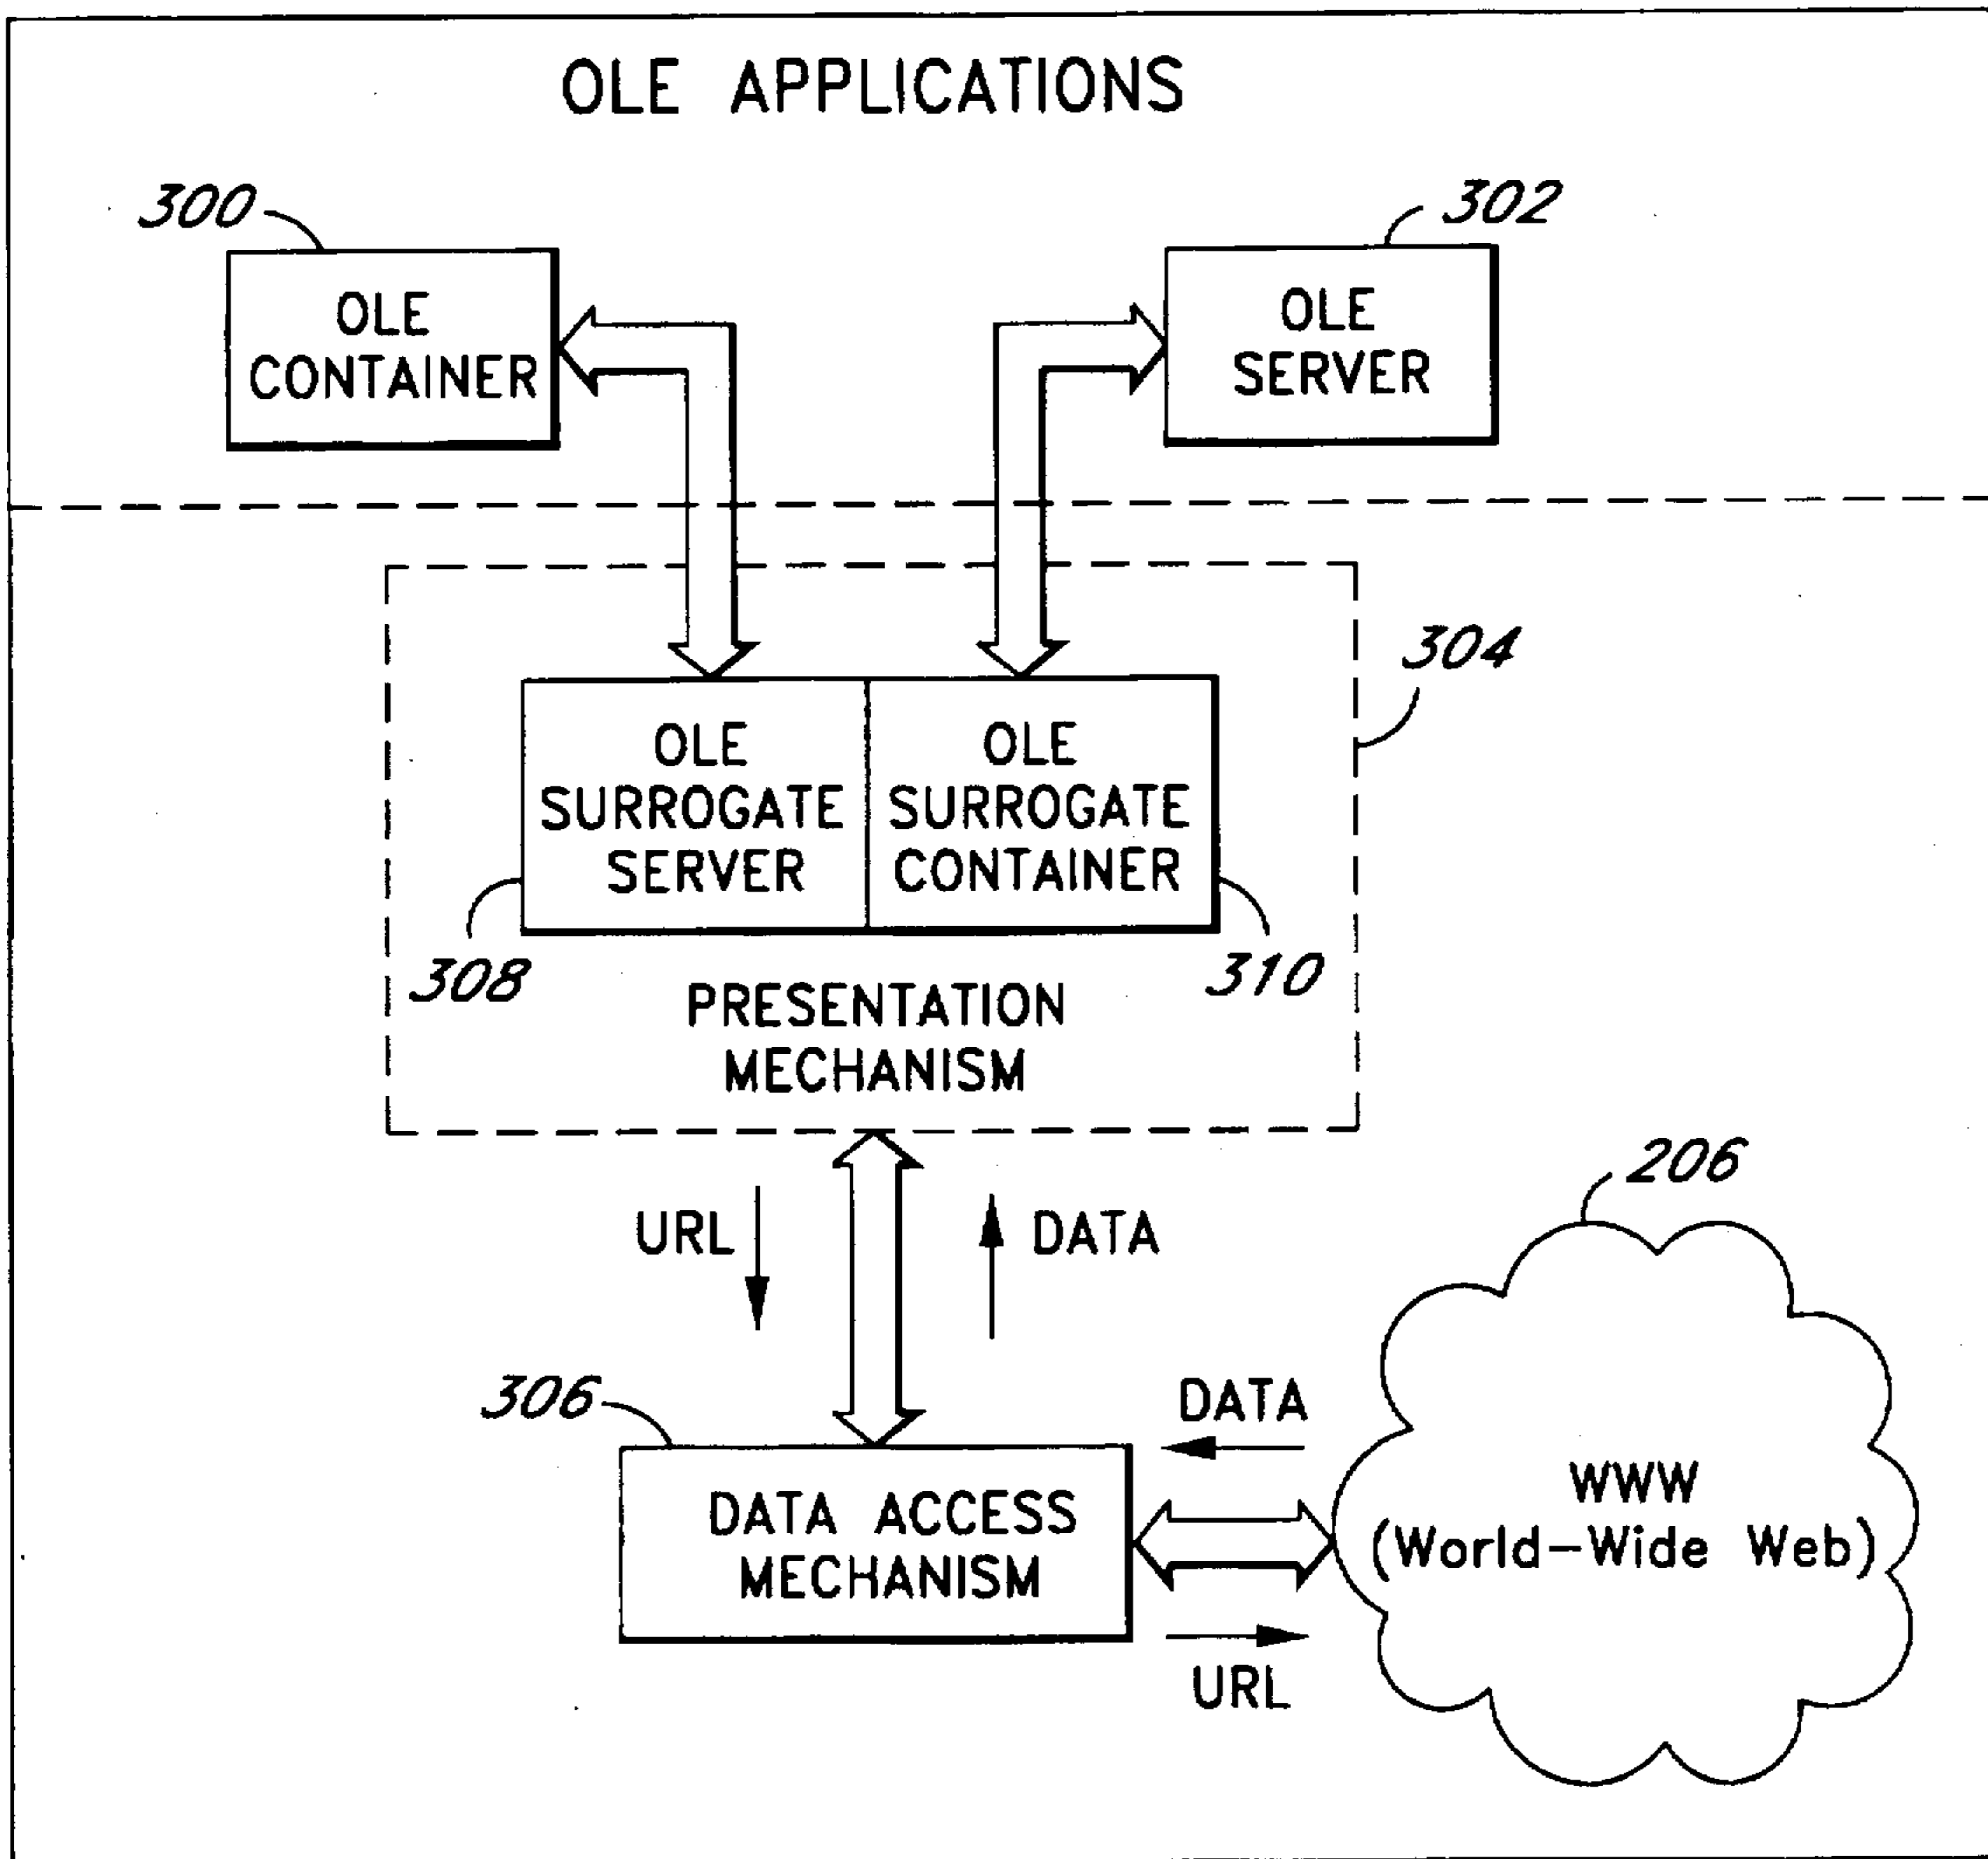 OLE APPLICATIONS
300
302
OLE
CONTAINER
OLE
SERVER
304
OLE
SURROGATE
SERVER
OLE
SURROGATE
CONTAINER
308
310
PRESENTATION
MECHANISM
206
URL
DATA
306
DATA
DATA ACCESS
MECHANISM
WWW
(World-Wide Web)
URL